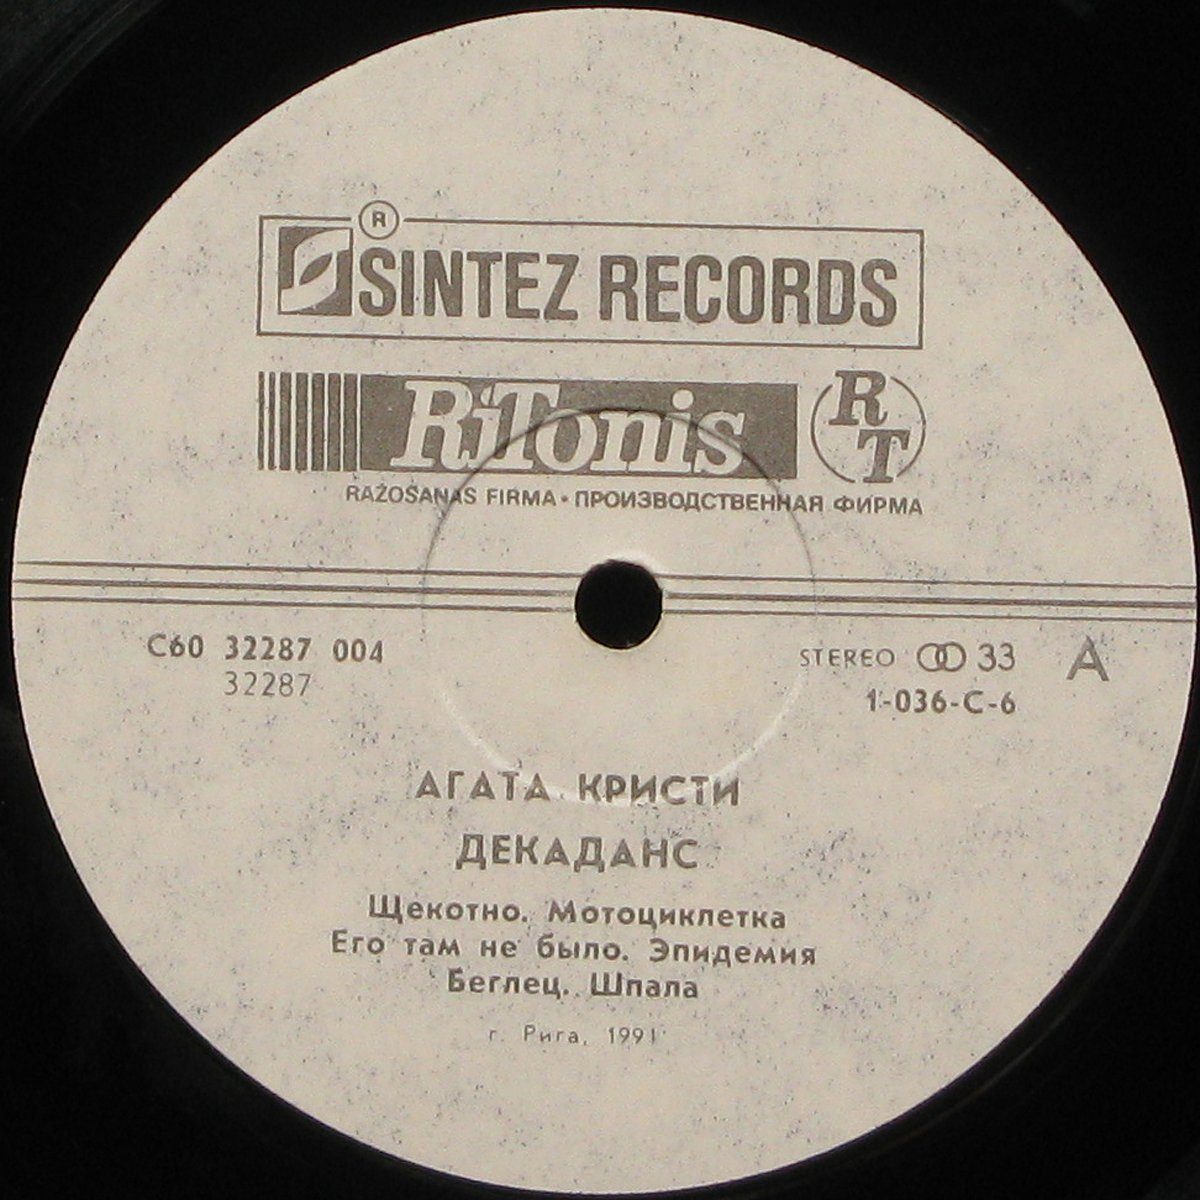 ®
SINTEZ RECORDS
RiTonis RT
RAŽOŠANAS FIRMA • ПРОИЗВОДСТВЕННАЯ ФИРМА
С60 32287 004
32287
STEREO 33 A
1-036-C-6
АГАТА КРИСТИ
ДЕКАДАНС
Щекотно. Мотоциклетка
Его там не было. Эпидемия
Беглец. Шпала
г. Рига, 1991